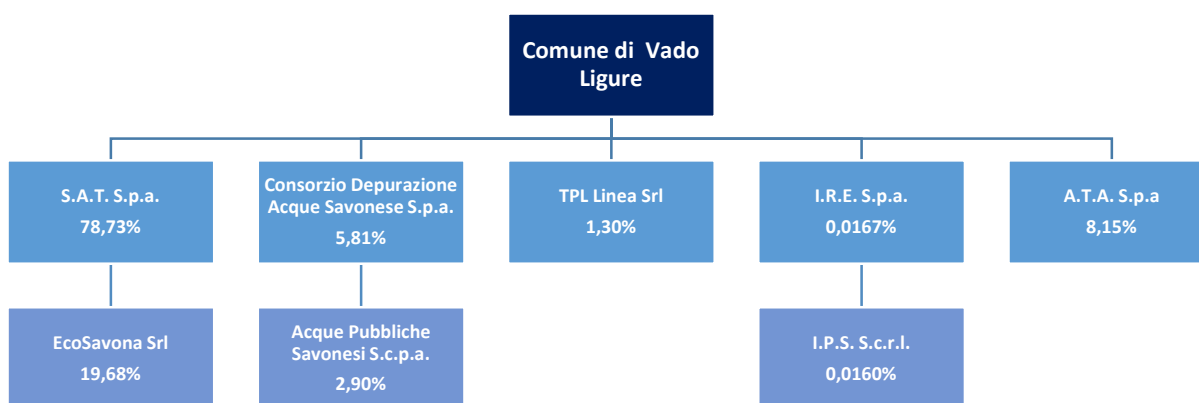 Comune di Vado
Ligure
S.A.T. S.p.a.
78,73%
Consorzio Depurazione
Acque Savonese S.p.a.
5,81%
TPL Linea Srl
1,30%
I.R.E. S.p.a.
0,0167%
A.T.A. S.p.a
8,15%
EcoSavona Srl
19,68%
Acque Pubbliche
Savonesi S.c.p.a.
2,90%
I.P.S. S.c.r.l.
0,0160%